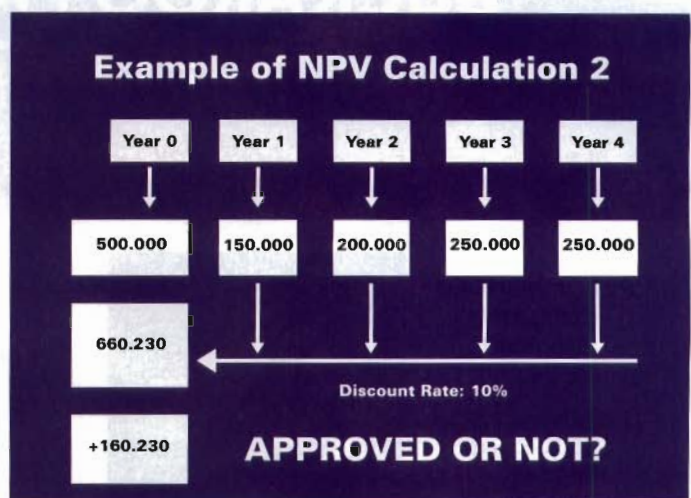 Example of NPV Calculation 2
Year 0 Year 1 Year 2 Year 3 Year 4
500.000 150.000 200.000 250.000 250.000
660.230
Discount Rate: 10%
+160.230 APPROVED OR NOT?